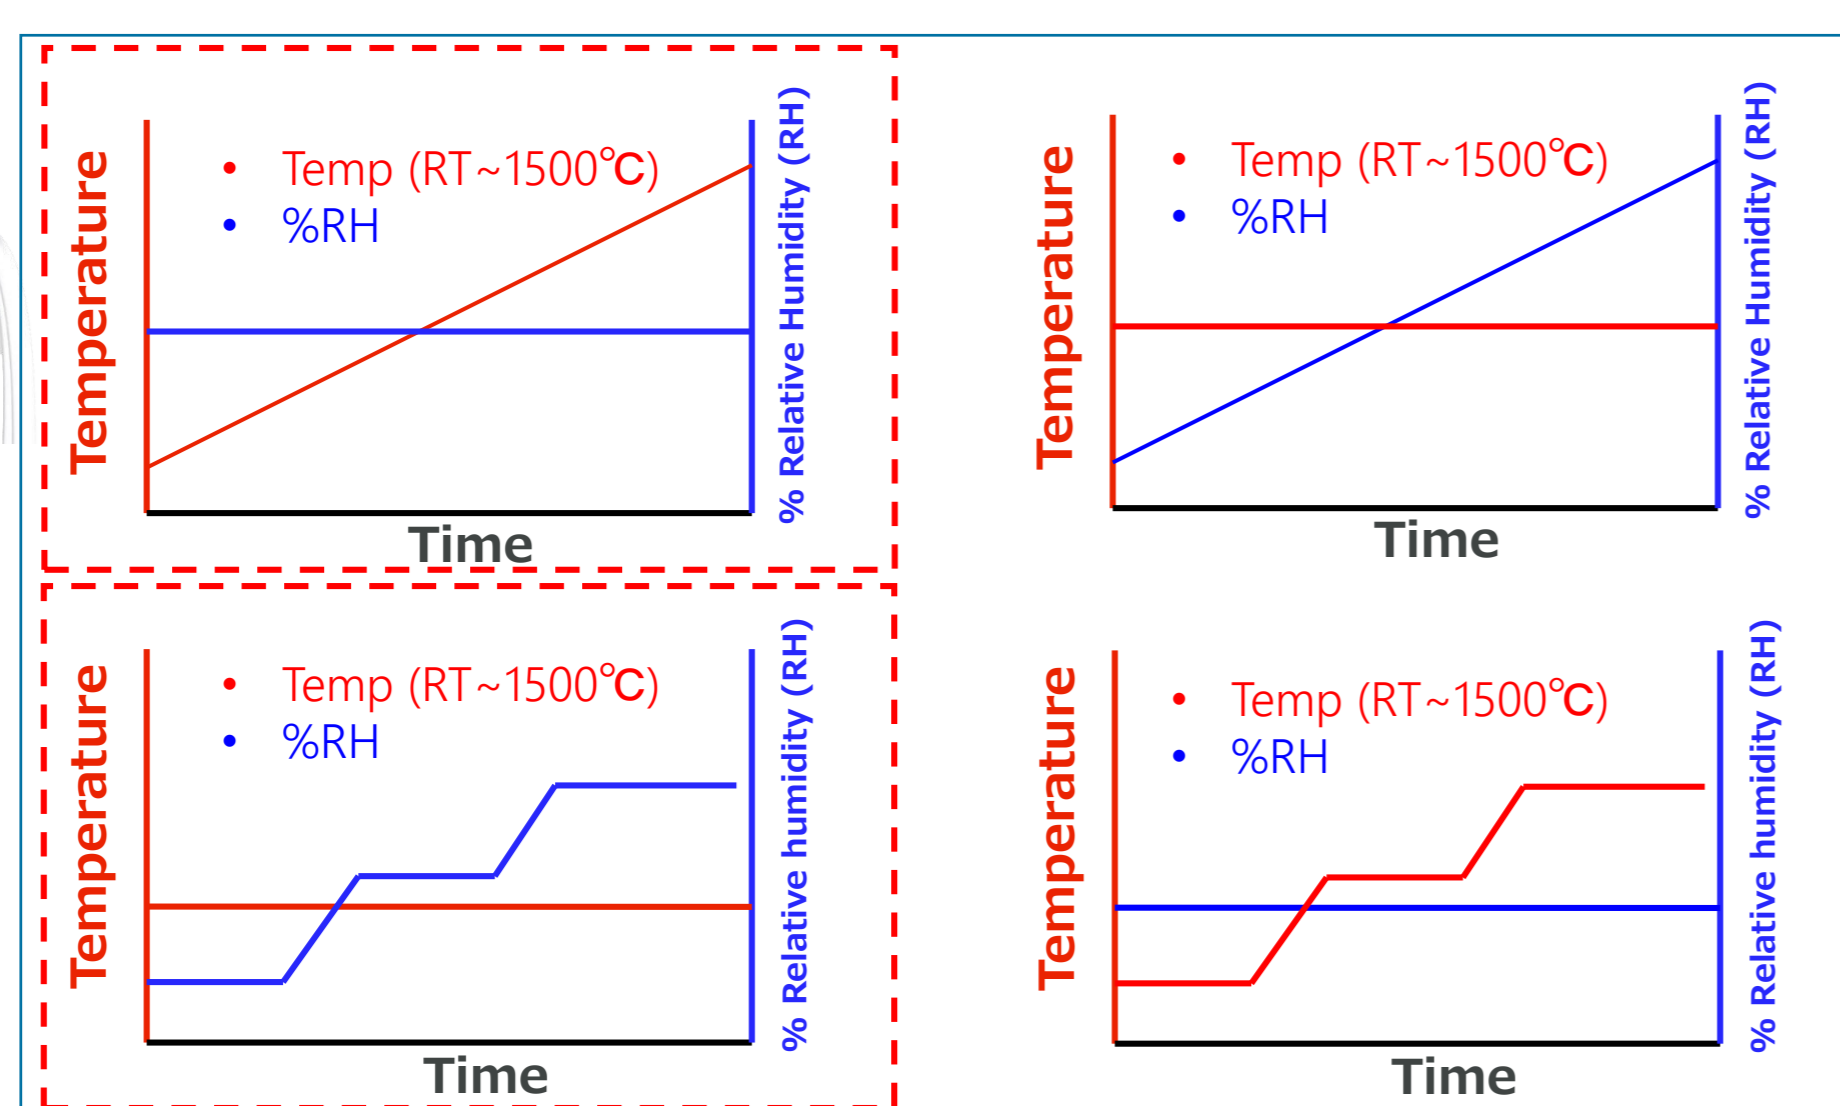 Temperature
• Temp (RT~1500℃)
• %RH
% Relative Humidity (RH)
Time
Temperature
• Temp (RT~1500℃)
• %RH
% Relative Humidity (RH)
Time
Temperature
• Temp (RT~1500℃)
• %RH
% Relative humidity (RH)
Time
Temperature
• Temp (RT~1500℃)
• %RH
% Relative humidity (RH)
Time